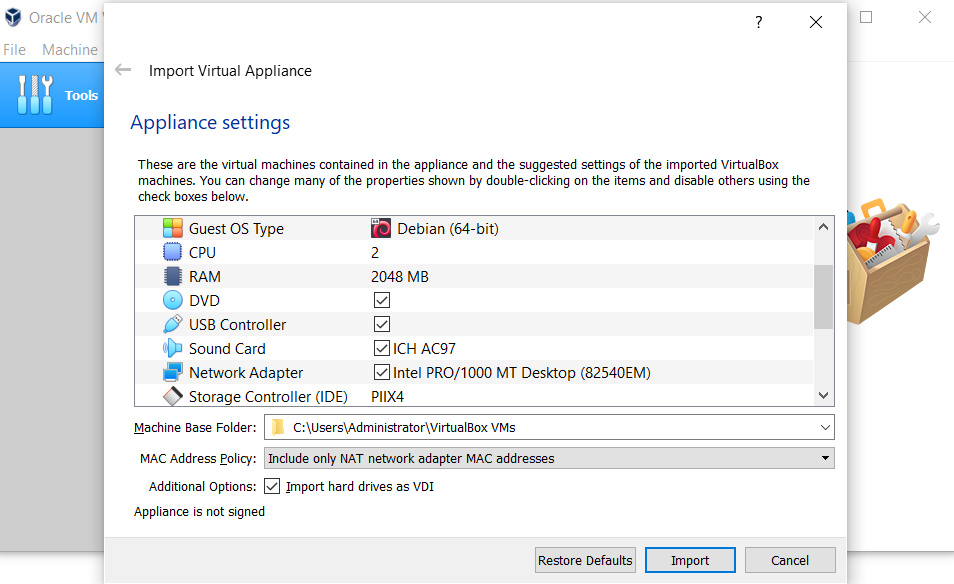 Oracle VM
?
File Machine
Import Virtual Appliance
Tools
Appliance settings
These are the virtual machines contained in the appliance and the suggested settings of the imported VirtualBox
machines. You can change many of the properties shown by double-clicking on the items and disable others using the
check boxes below.
Guest OS Type Debian (64-bit)
CPU 2
RAM 2048 MB
DVD
USB Controller
Sound Card ICH AC97
Network Adapter Intel PRO/1000 MT Desktop (82540EM)
Storage Controller (IDE) PIIX4
Machine Base Folder: C:\Users\Administrator\VirtualBox VMs
MAC Address Policy: Include only NAT network adapter MAC addresses
Additional Options: Import hard drives as VDI
Appliance is not signed
Restore Defaults Import Cancel